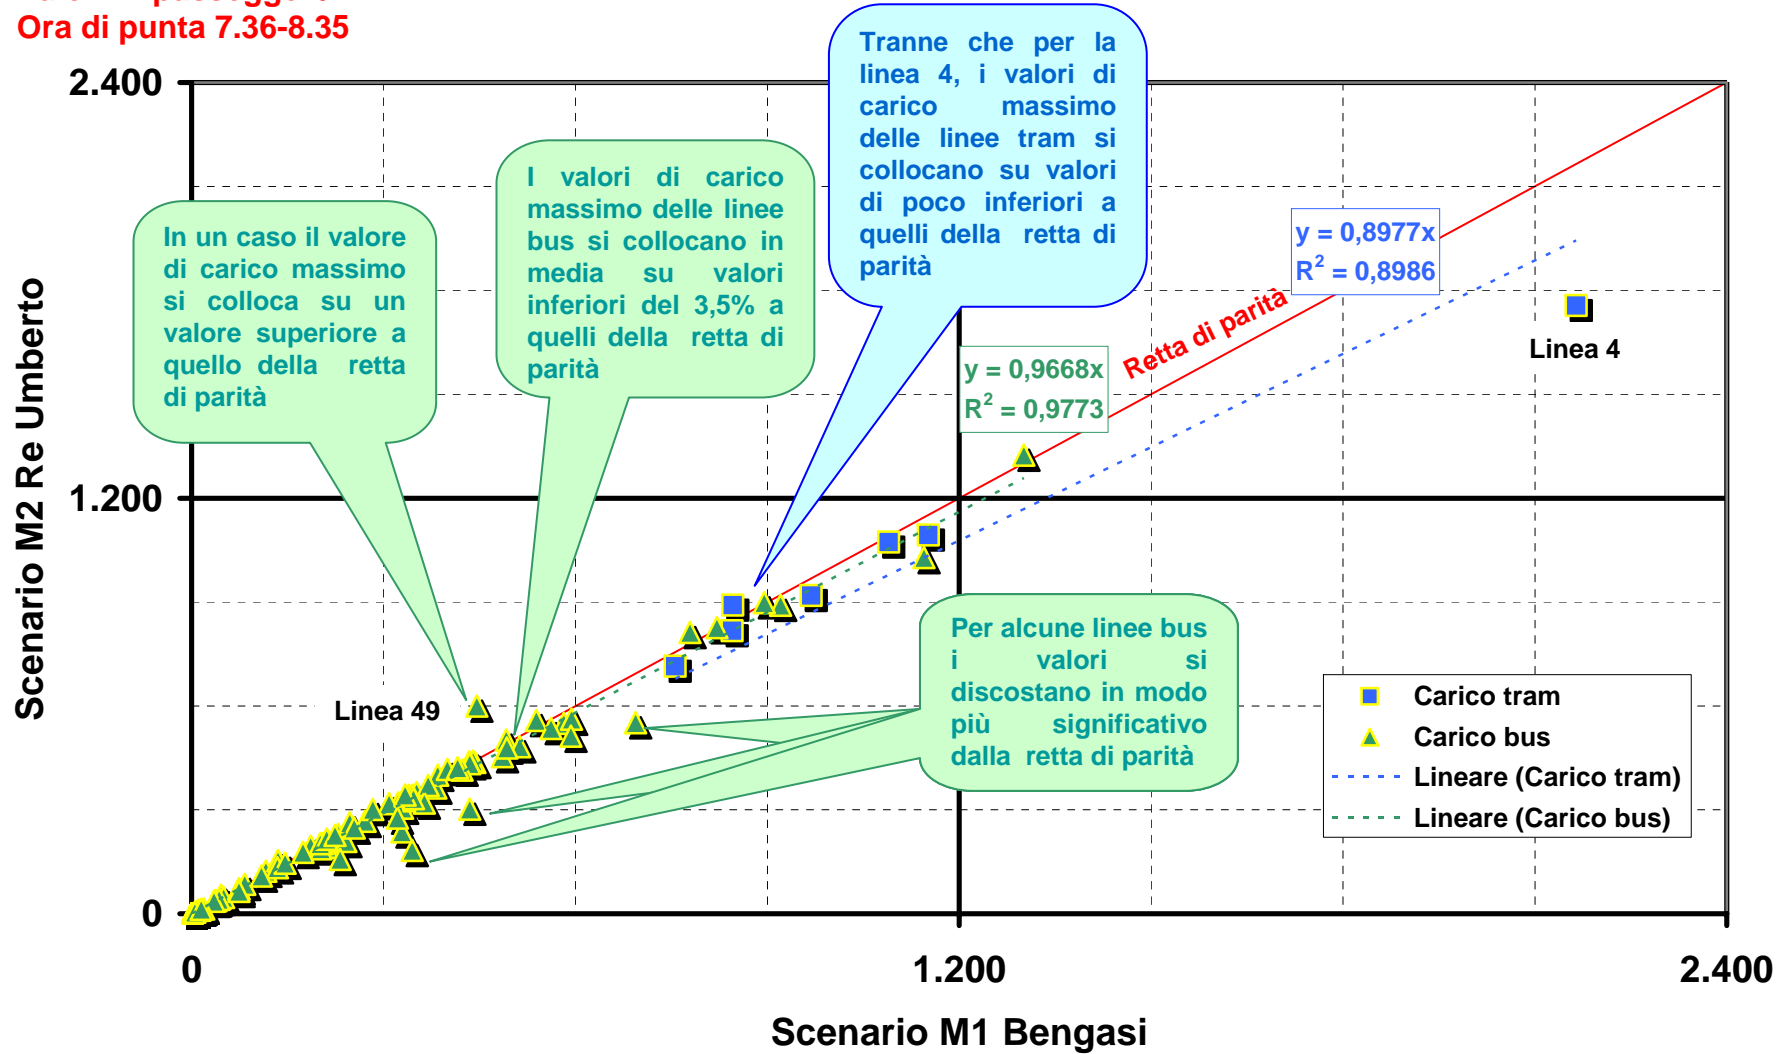 Ora di punta 7.36-8.35
2.400
Tranne che per la
linea 4, i valori di
carico massimo
delle linee tram si
collocano su valori
di poco inferiori a
quelli della retta di
parità
I valori di carico
massimo delle linee
bus si collocano in
media su valori
inferiori del 3,5% a
quelli della retta di
parità
In un caso il valore
di carico massimo
si colloca su un
valore superiore a
quello della retta
di parità
y = 0,8977x
R² = 0,8986
Retta di parità
Linea 4
y = 0,9668x
R² = 0,9773
Scenario M2 Re Umberto
1.200
Per alcune linee bus
i valori si
discostano in modo
più significativo
dalla retta di parità
Linea 49
Carico tram
Carico bus
Lineare (Carico tram)
Lineare (Carico bus)
0
0
1.200
2.400
Scenario M1 Bengasi